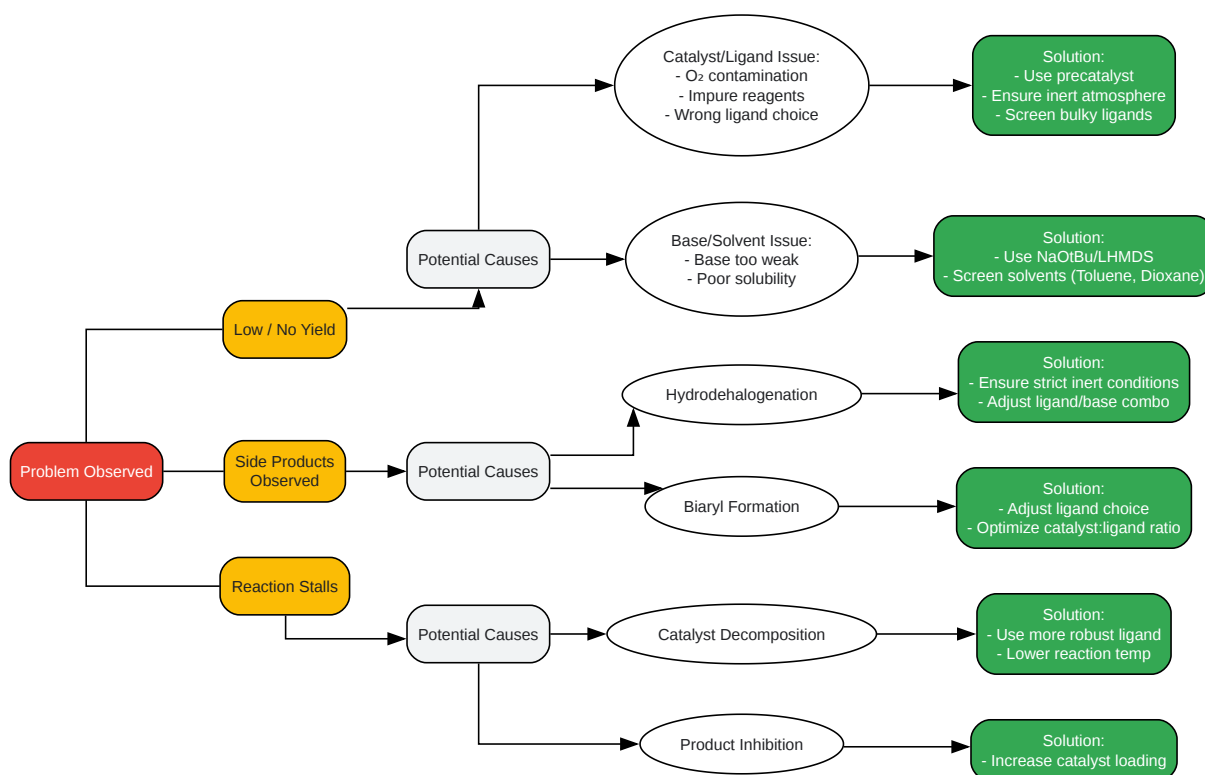 Problem Observed
Low / No Yield
Potential Causes
Catalyst/Ligand Issue:
- O₂ contamination
- Impure reagents
- Wrong ligand choice
Solution:
- Use precatalyst
- Ensure inert atmosphere
- Screen bulky ligands
Base/Solvent Issue:
- Base too weak
- Poor solubility
Solution:
- Use NaOtBu/LHMDS
- Screen solvents (Toluene, Dioxane)
Side Products
Observed
Potential Causes
Hydrodehalogenation
Solution:
- Ensure strict inert conditions
- Adjust ligand/base combo
Biaryl Formation
Solution:
- Adjust ligand choice
- Optimize catalyst:ligand ratio
Reaction Stalls
Potential Causes
Catalyst Decomposition
Solution:
- Use more robust ligand
- Lower reaction temp
Product Inhibition
Solution:
- Increase catalyst loading